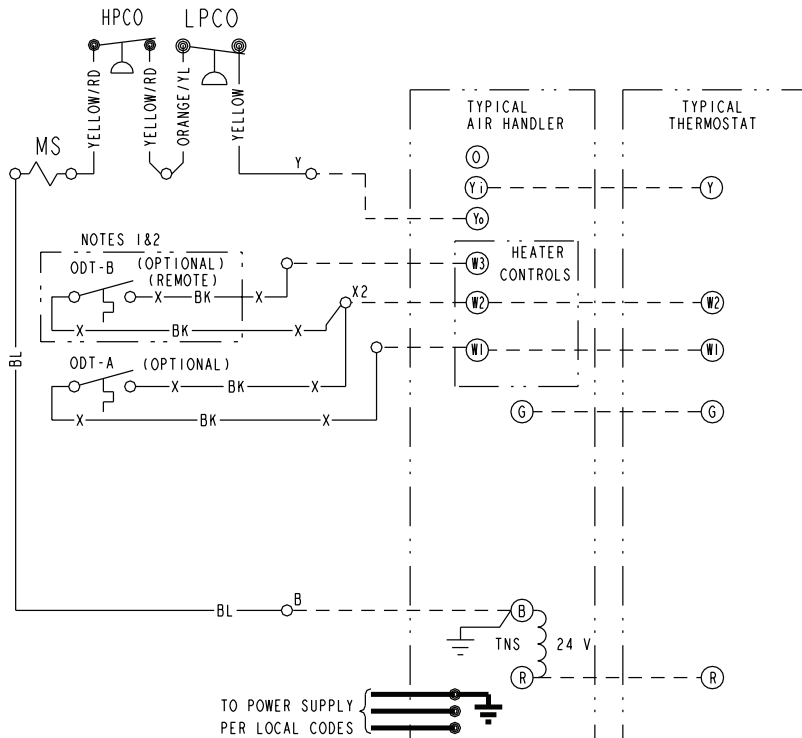 HPCO
LPCO
YELLOW/RD
YELLOW/RD
ORANGE/YL
YELLOW
MS
Y
TYPICAL
AIR HANDLER
TYPICAL
THERMOSTAT
O
Yi
Y
Yo
NOTES 1&2
ODT-B
(OPTIONAL)
(REMOTE)
X
BK
X
X
BK
X
X2
W3
HEATER
CONTROLS
W2
W2
W1
W1
ODT-A
(OPTIONAL)
X
BK
X
X
BK
X
G
G
BL
BL
B
B
TNS
24 V
R
R
TO POWER SUPPLY
PER LOCAL CODES